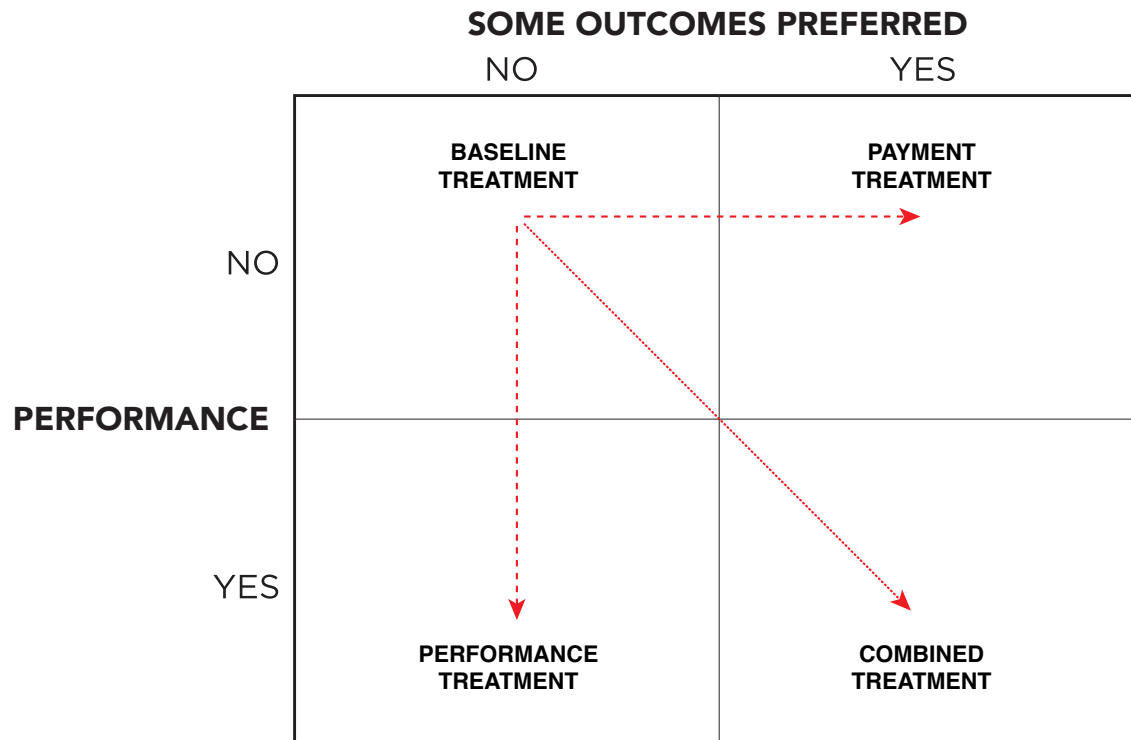 SOME OUTCOMES PREFERRED
NO YES
BASELINE TREATMENT
PAYMENT TREATMENT
NO
PERFORMANCE
YES
PERFORMANCE TREATMENT
COMBINED TREATMENT